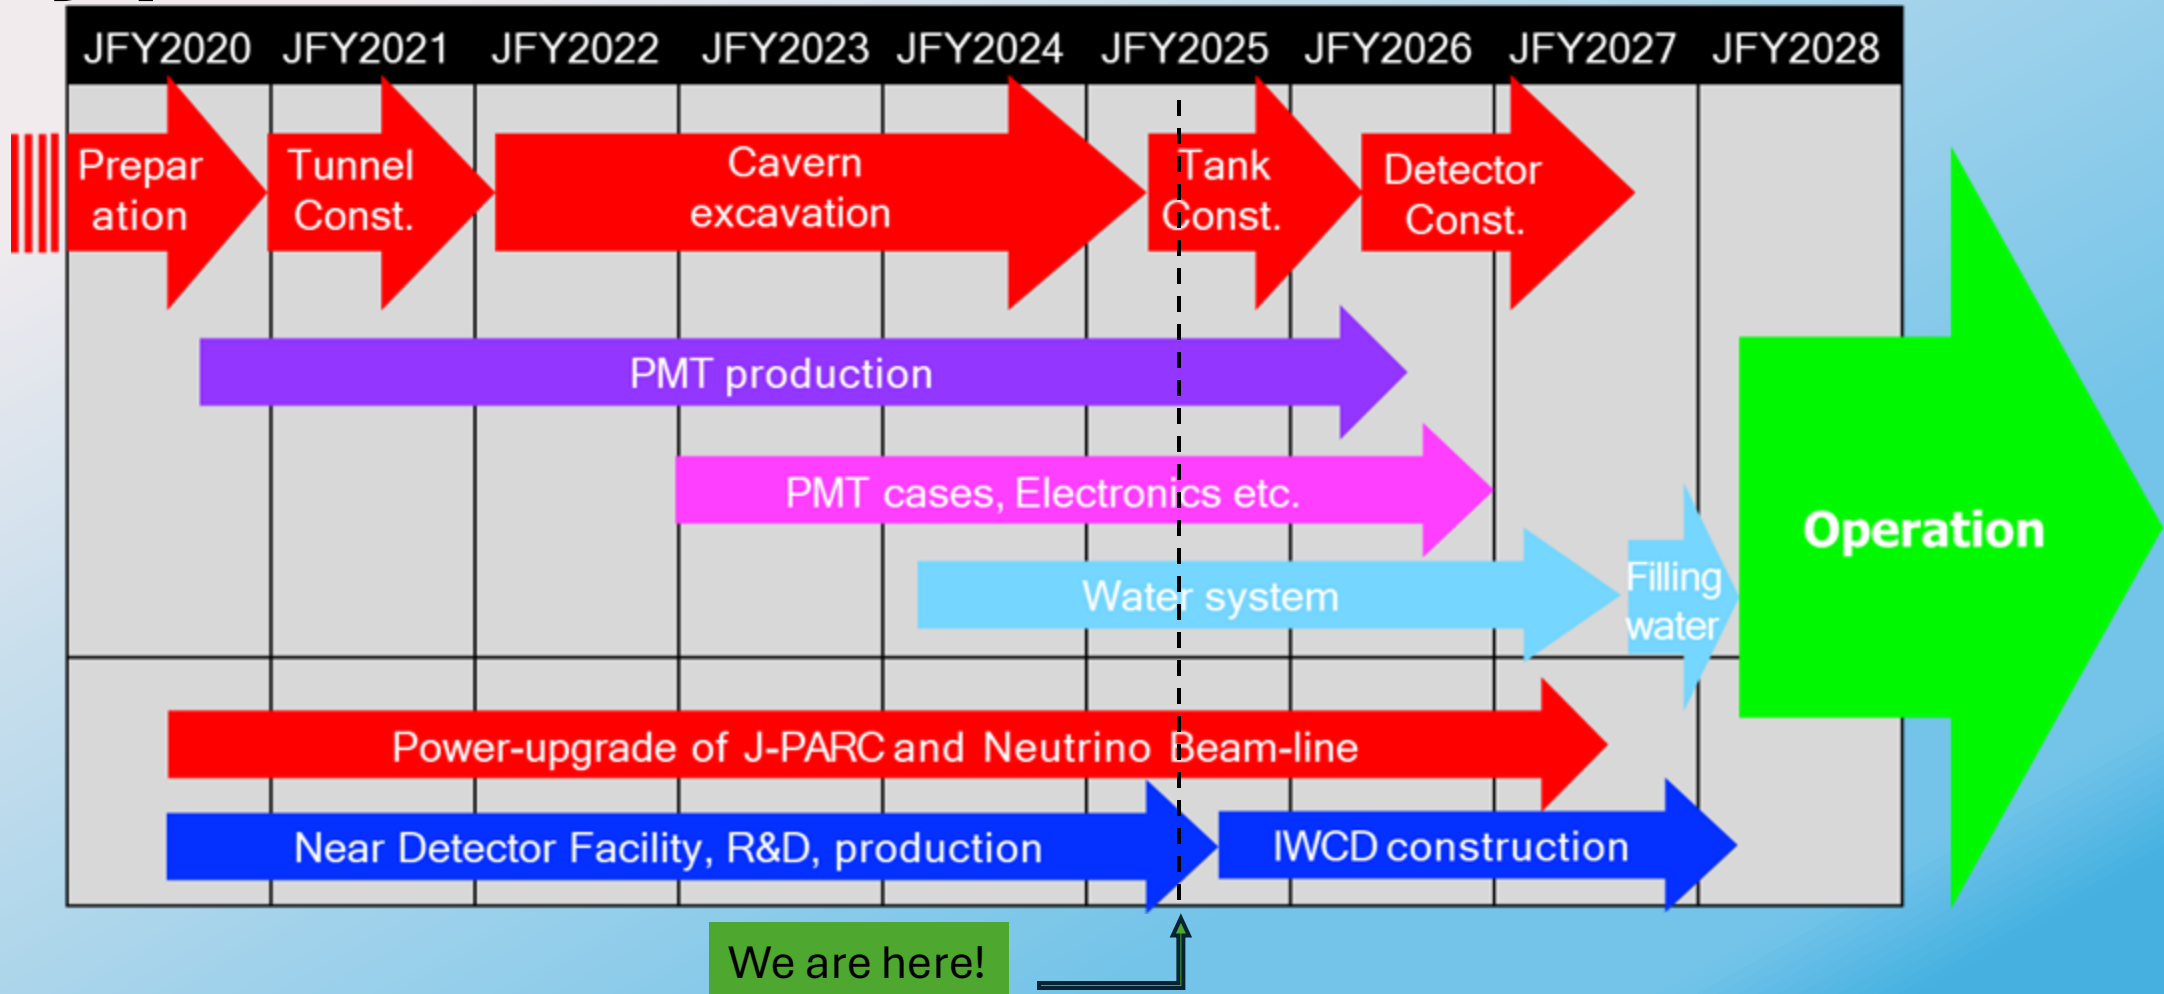 JFY2020 JFY2021 JFY2022 JFY2023 JFY2024 JFY2025 JFY2026 JFY2027 JFY2028
Prepar
ation
Tunnel
Const.
Cavern
excavation
Tank
Const.
Detector
Const.
PMT production
PMT cases, Electronics etc.
Water system
Filling
water
Operation
Power-upgrade of J-PARC and Neutrino Beam-line
Near Detector Facility, R&D, production
IWCD construction
We are here!